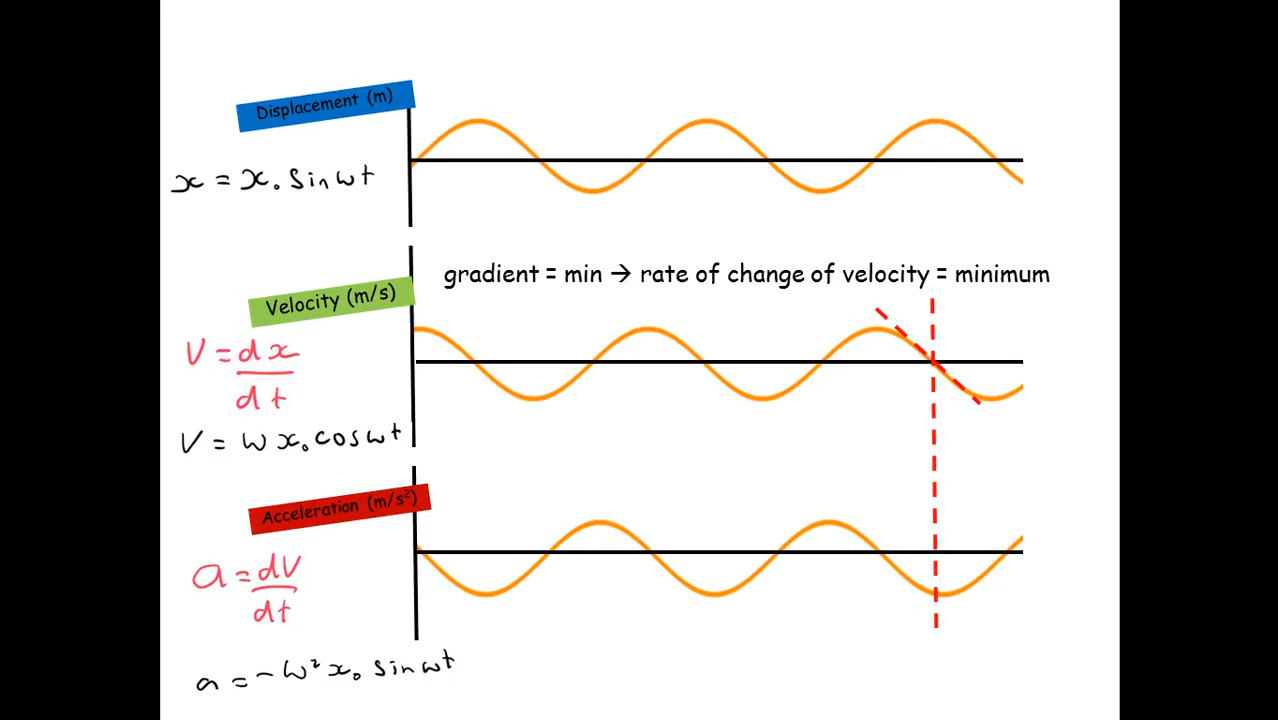 Displacement (m)
x = x₀ sin ωt
gradient = min → rate of change of velocity = minimum
Velocity (m/s)
V = dx
dt
V = ω x₀ cos ωt
Acceleration (m/s²)
a = dV
dt
a = -ω² x₀ sin ωt